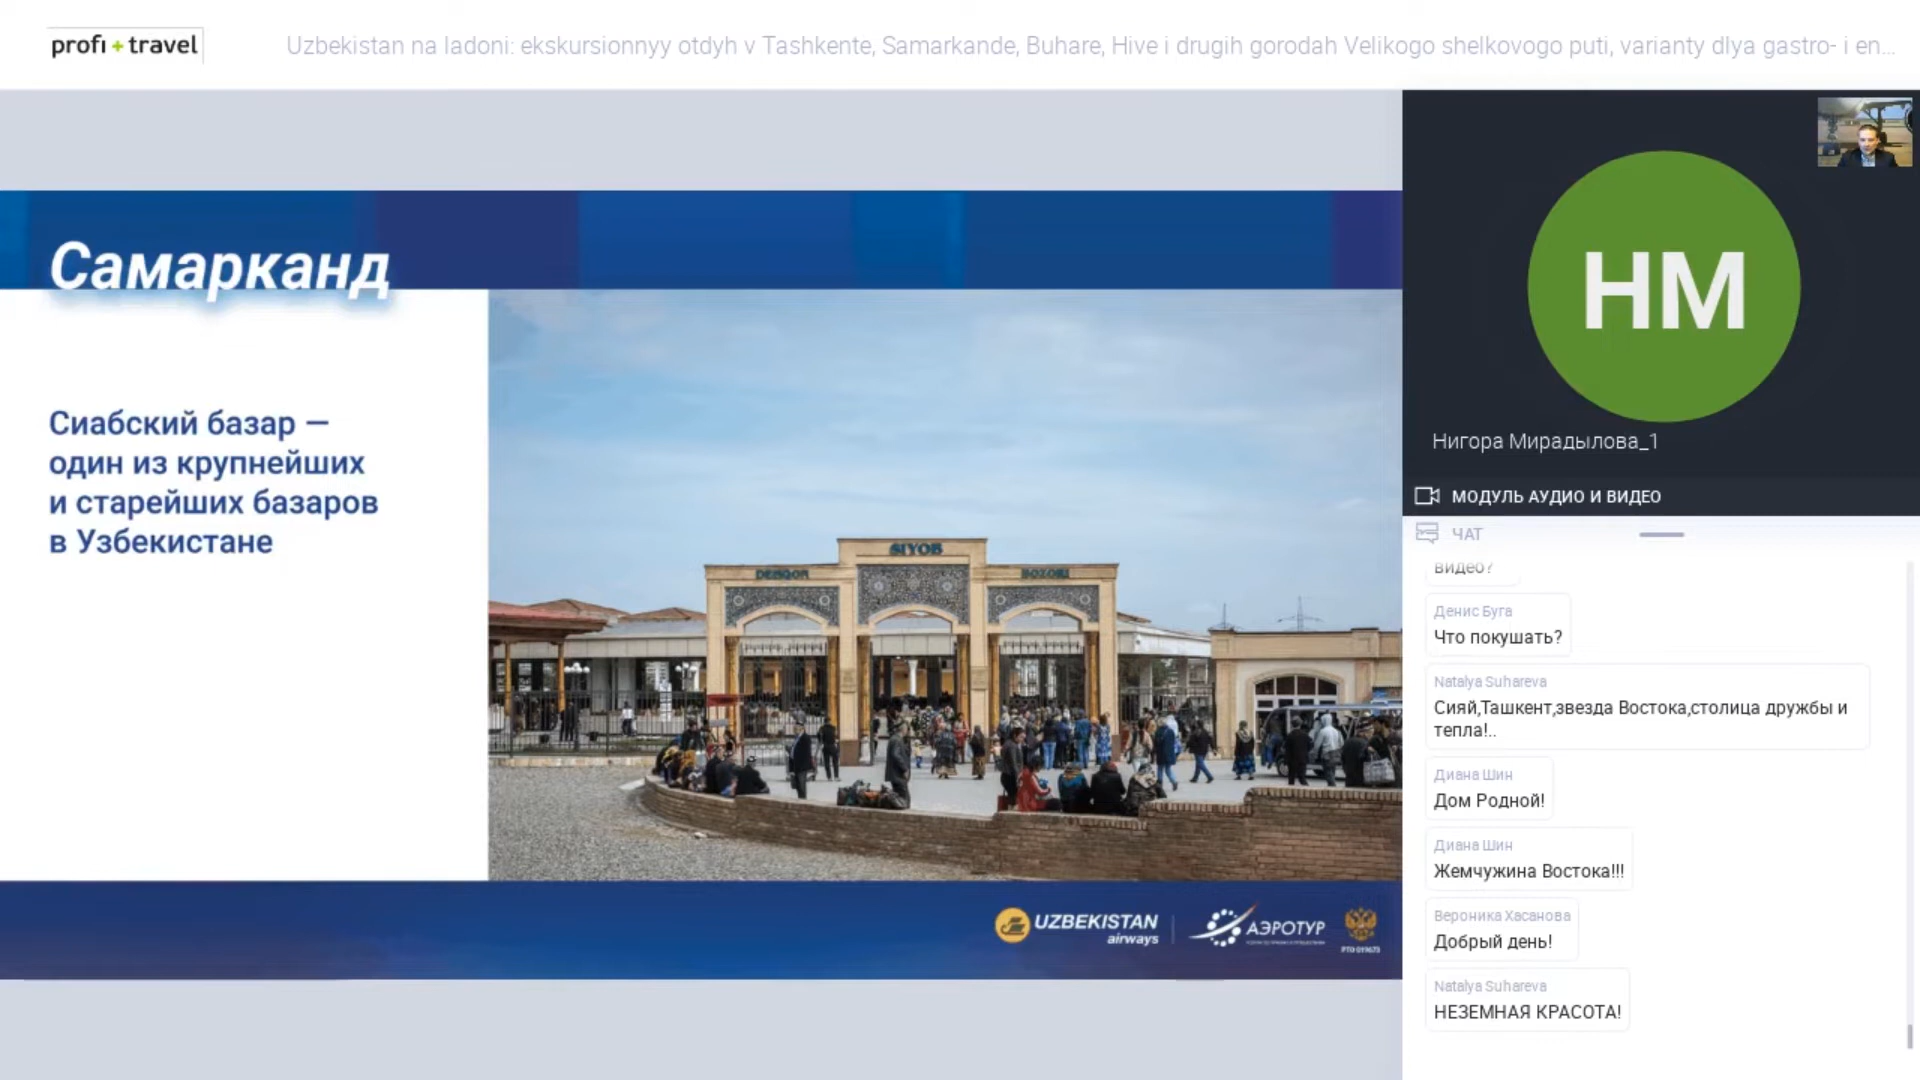 profi + travel
Uzbekistan na ladoni: ekskursionnyy otdyh v Tashkente, Samarkande, Buhare, Hive i drugih gorodah Velikogo shelkovogo puti, varianty dlya gastro- i en...
Самарканд
Сиабский базар —
один из крупнейших
и старейших базаров
в Узбекистане
SIYOB
DEHQON
BOZORI
UZBEKISTAN
airways
АЭРОТУР
НМ
Нигора Мирадылова_1
МОДУЛЬ АУДИО И ВИДЕО
ЧАТ
видео?
Денис Буга
Что покушать?
Natalya Suhareva
Сияй,Ташкент,звезда Востока,столица дружбы и
тепла!..
Диана Шин
Дом Родной!
Диана Шин
Жемчужина Востока!!!
Вероника Хасанова
Добрый день!
Natalya Suhareva
НЕЗЕМНАЯ КРАСОТА!